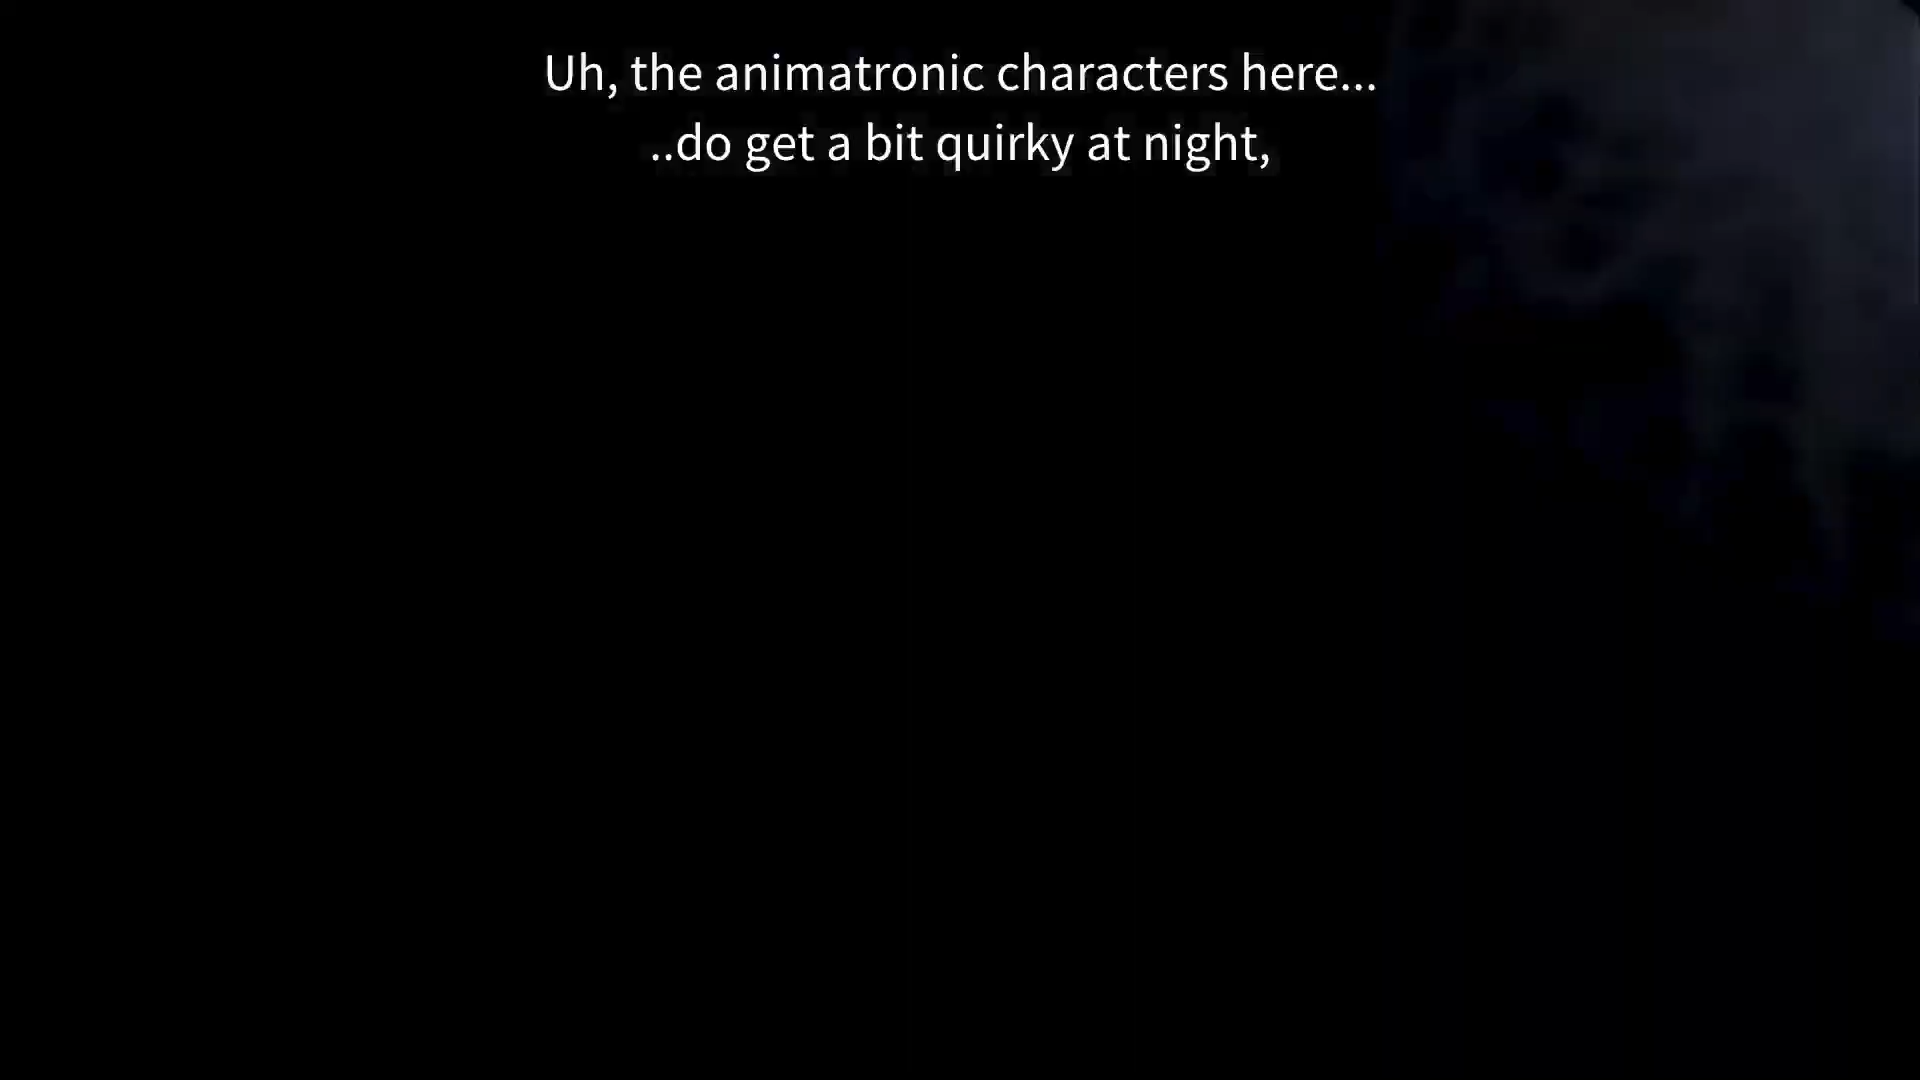 Uh, the animatronic characters here...
..do get a bit quirky at night,